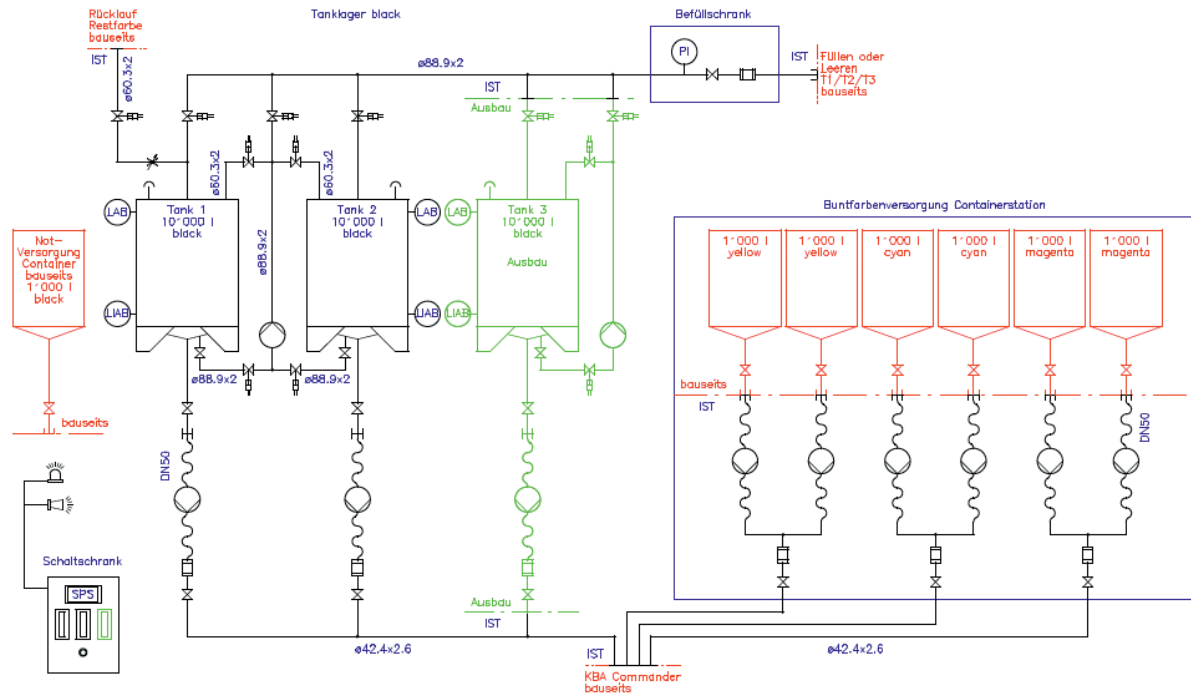 Rücklauf
Restfarbe
bauseits
IST
Tanklager black
Befüllschrank
PI
IST
Füllen oder
Leeren
T1/T2/T3
bauseits
ø60.3x2
ø88.9x2
IST
Ausbau
ø60.3x2
ø60.3x2
ø88.9x2
LAB
Tank 1
10´000 l
black
LIAB
Tank 2
10´000 l
black
LAB
LIAB
LAB
LIAB
Tank 3
10´000 l
black
Ausbau
Not-
Versorgung
Container
bauseits
1´000 l
black
bauseits
ø88.9x2
ø88.9x2
DN50
Buntfarbenversorgung Containerstation
1´000 l
yellow
1´000 l
yellow
1´000 l
cyan
1´000 l
cyan
1´000 l
magenta
1´000 l
magenta
bauseits
IST
DN50
Schaltschrank
SPS
Ausbau
IST
ø42.4x2.6
IST
ø42.4x2.6
KBA Commander
bauseits